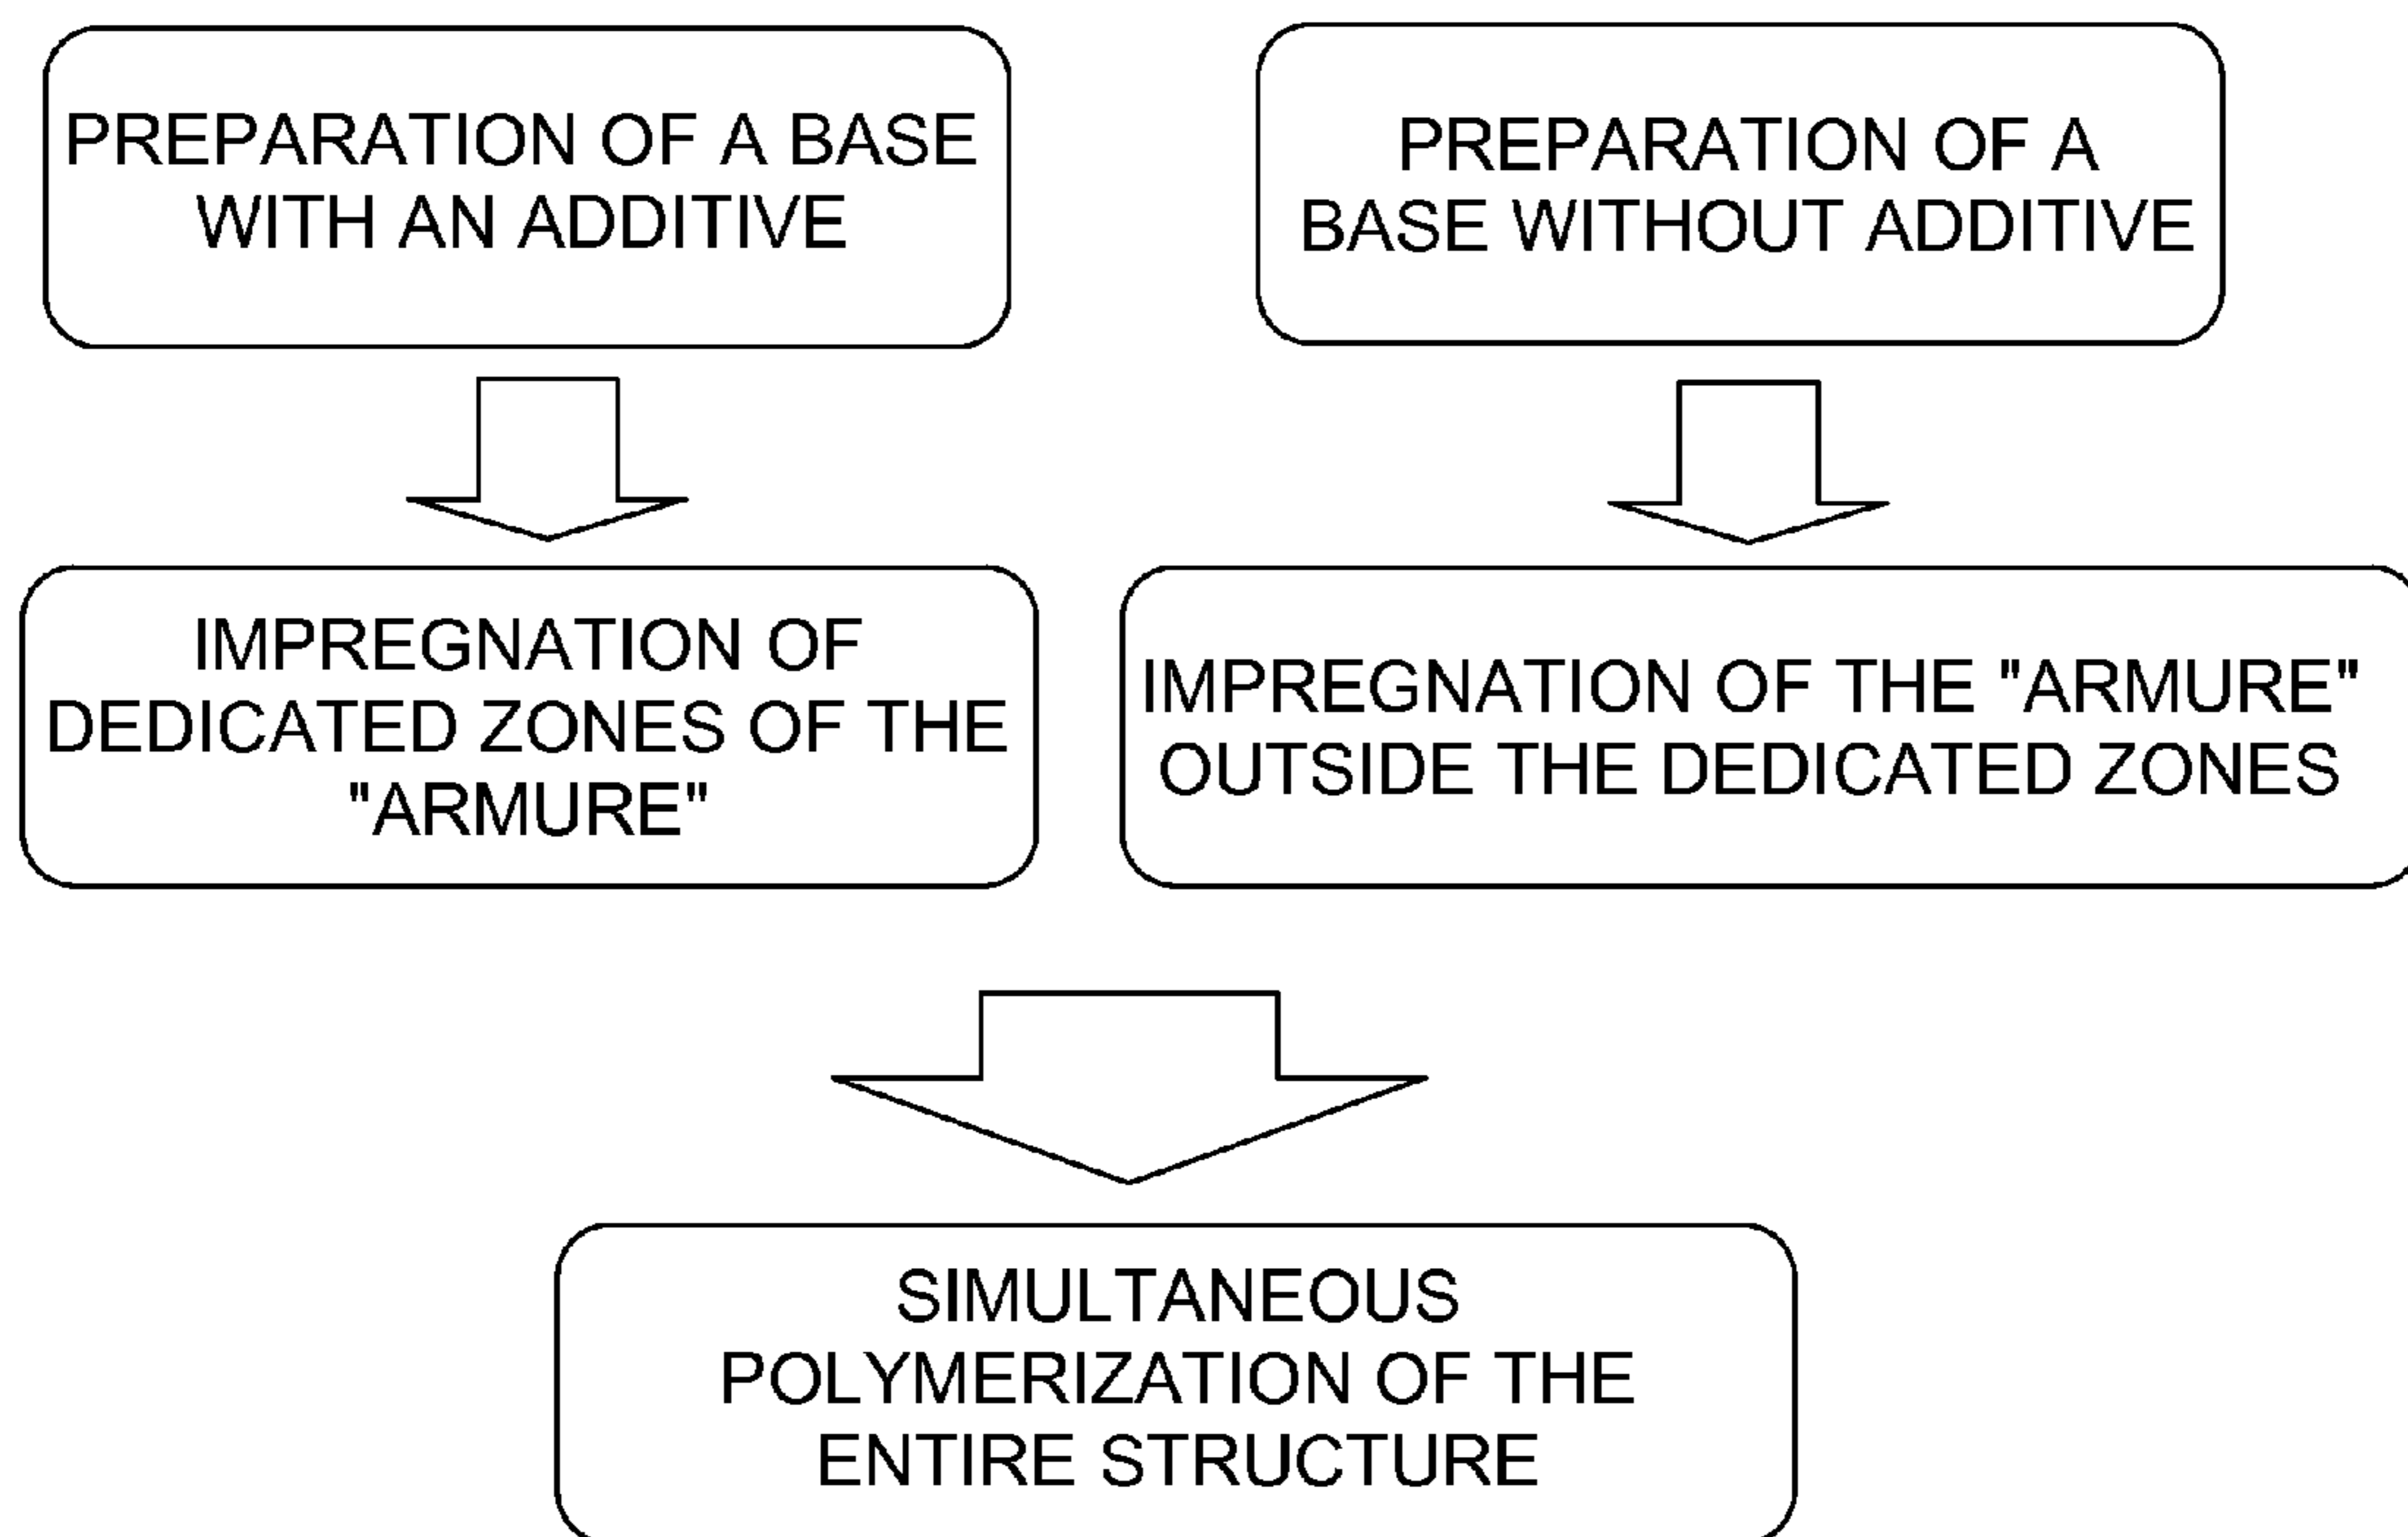 PREPARATION OF A BASE
WITH AN ADDITIVE
PREPARATION OF A
BASE WITHOUT ADDITIVE
IMPREGNATION OF
DEDICATED ZONES OF THE
"ARMURE"
IMPREGNATION OF THE "ARMURE"
OUTSIDE THE DEDICATED ZONES
SIMULTANEOUS
POLYMERIZATION OF THE
ENTIRE STRUCTURE